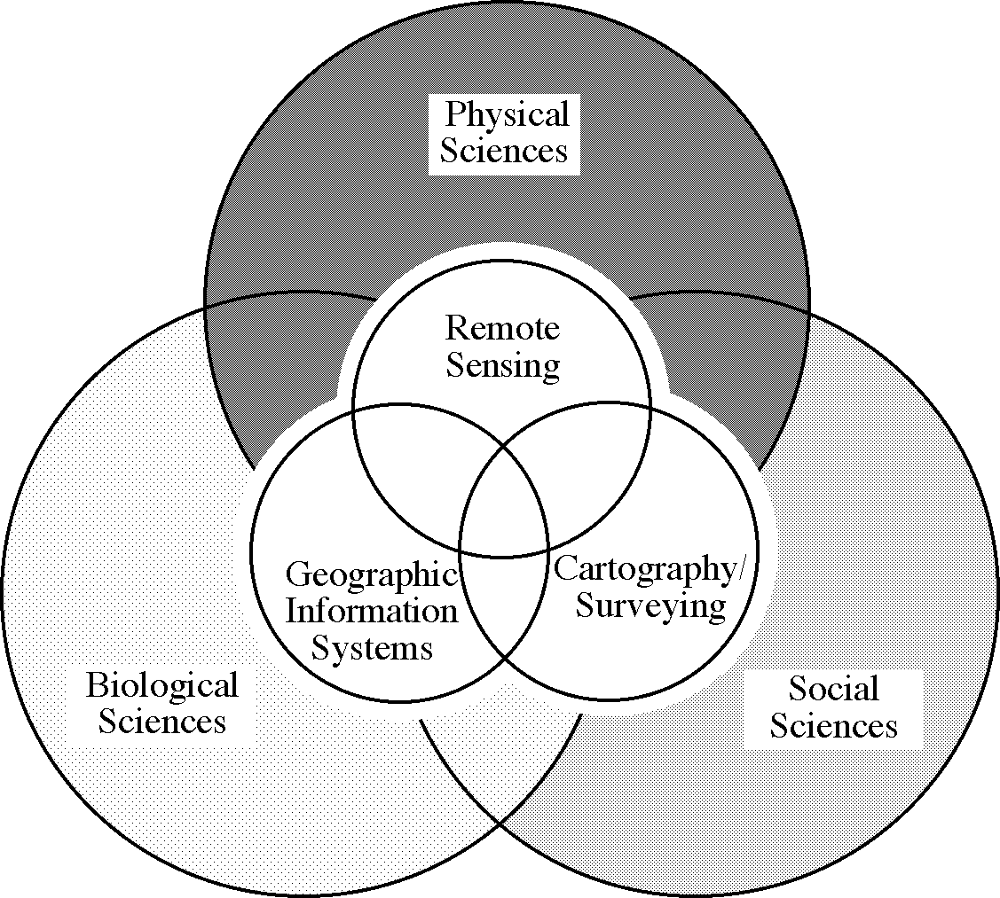 Physical
Sciences
Remote
Sensing
Geographic
Information
Systems
Cartography/
Surveying
Biological
Sciences
Social
Sciences